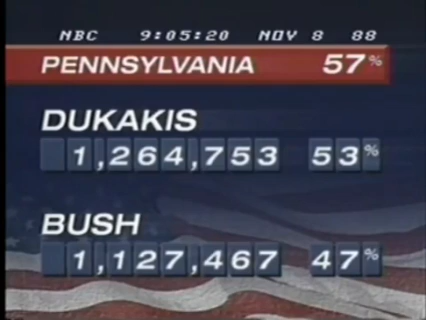 NBC 9:05:20 NOV 8 88
PENNSYLVANIA 57%
DUKAKIS
1,264,753 53%
BUSH
1,127,467 47%